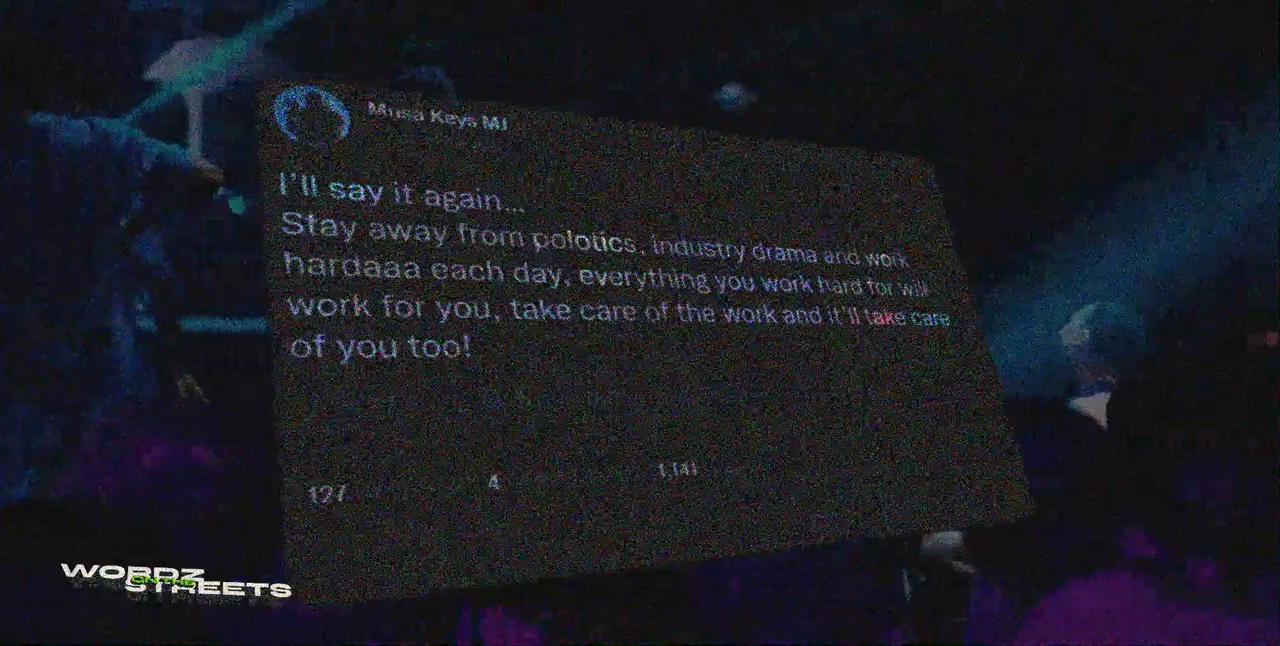 Musa Keys MJ
I'll say it again...
Stay away from polotics, industry drama and work
hardaaa each day, everything you work hard for will
work for you, take care of the work and it'll take care
of you too!
127 4 1,141
WORDZ
ON THE
STREETS